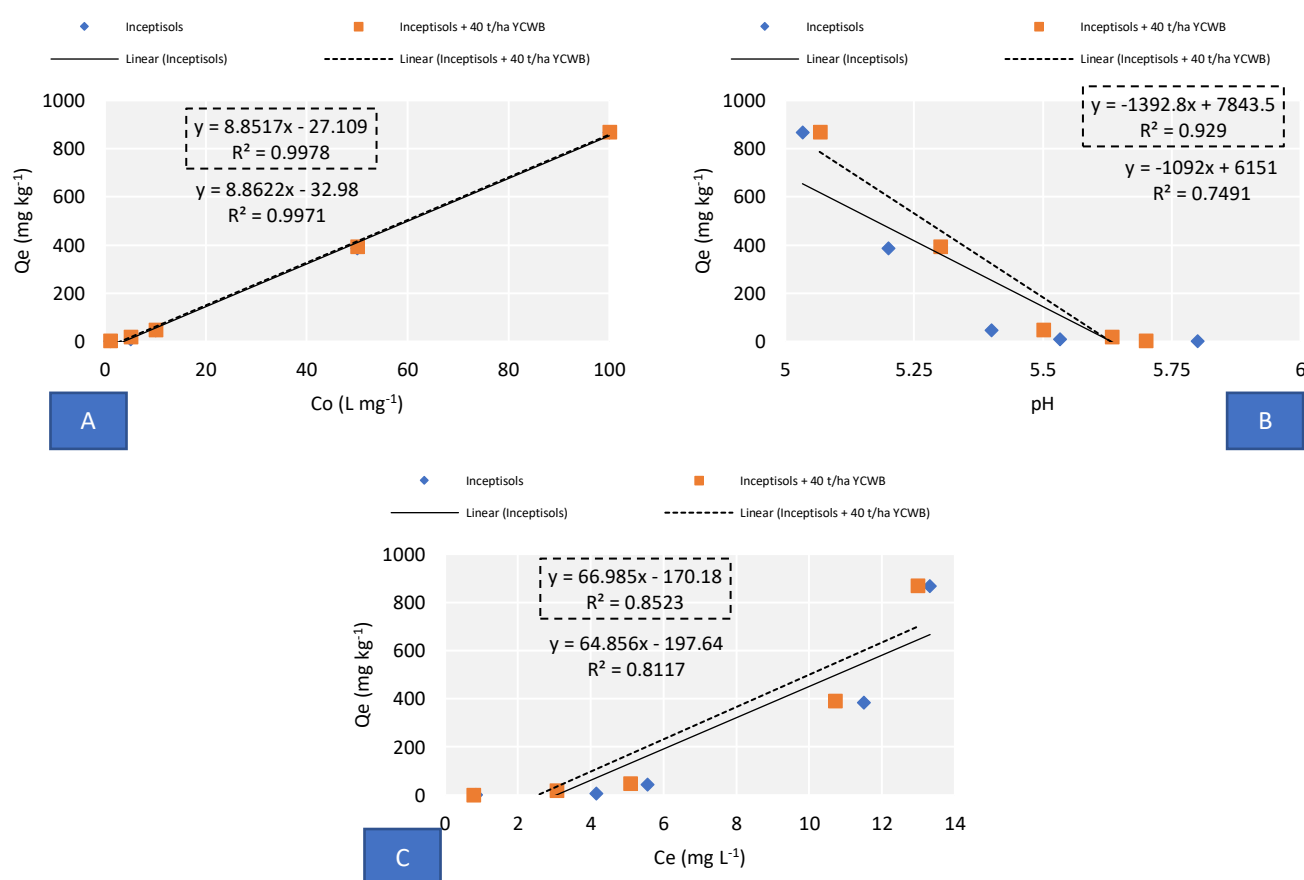 Inceptisols
Inceptisols + 40 t/ha YCWB
Linear (Inceptisols)
Linear (Inceptisols + 40 t/ha YCWB)
1000
800
600
400
200
0
Qe (mg kg⁻¹)
y = 8.8517x - 27.109
R² = 0.9978
y = 8.8622x - 32.98
R² = 0.9971
0 20 40 60 80 100
Co (L mg⁻¹)
A
Inceptisols
Inceptisols + 40 t/ha YCWB
Linear (Inceptisols)
Linear (Inceptisols + 40 t/ha YCWB)
1000
800
600
400
200
0
Qe (mg kg⁻¹)
y = -1392.8x + 7843.5
R² = 0.929
y = -1092x + 6151
R² = 0.7491
5 5.25 5.5 5.75 6
pH
B
Inceptisols
Inceptisols + 40 t/ha YCWB
Linear (Inceptisols)
Linear (Inceptisols + 40 t/ha YCWB)
1000
800
600
400
200
0
Qe (mg kg⁻¹)
y = 66.985x - 170.18
R² = 0.8523
y = 64.856x - 197.64
R² = 0.8117
0 2 4 6 8 10 12 14
Ce (mg L⁻¹)
C